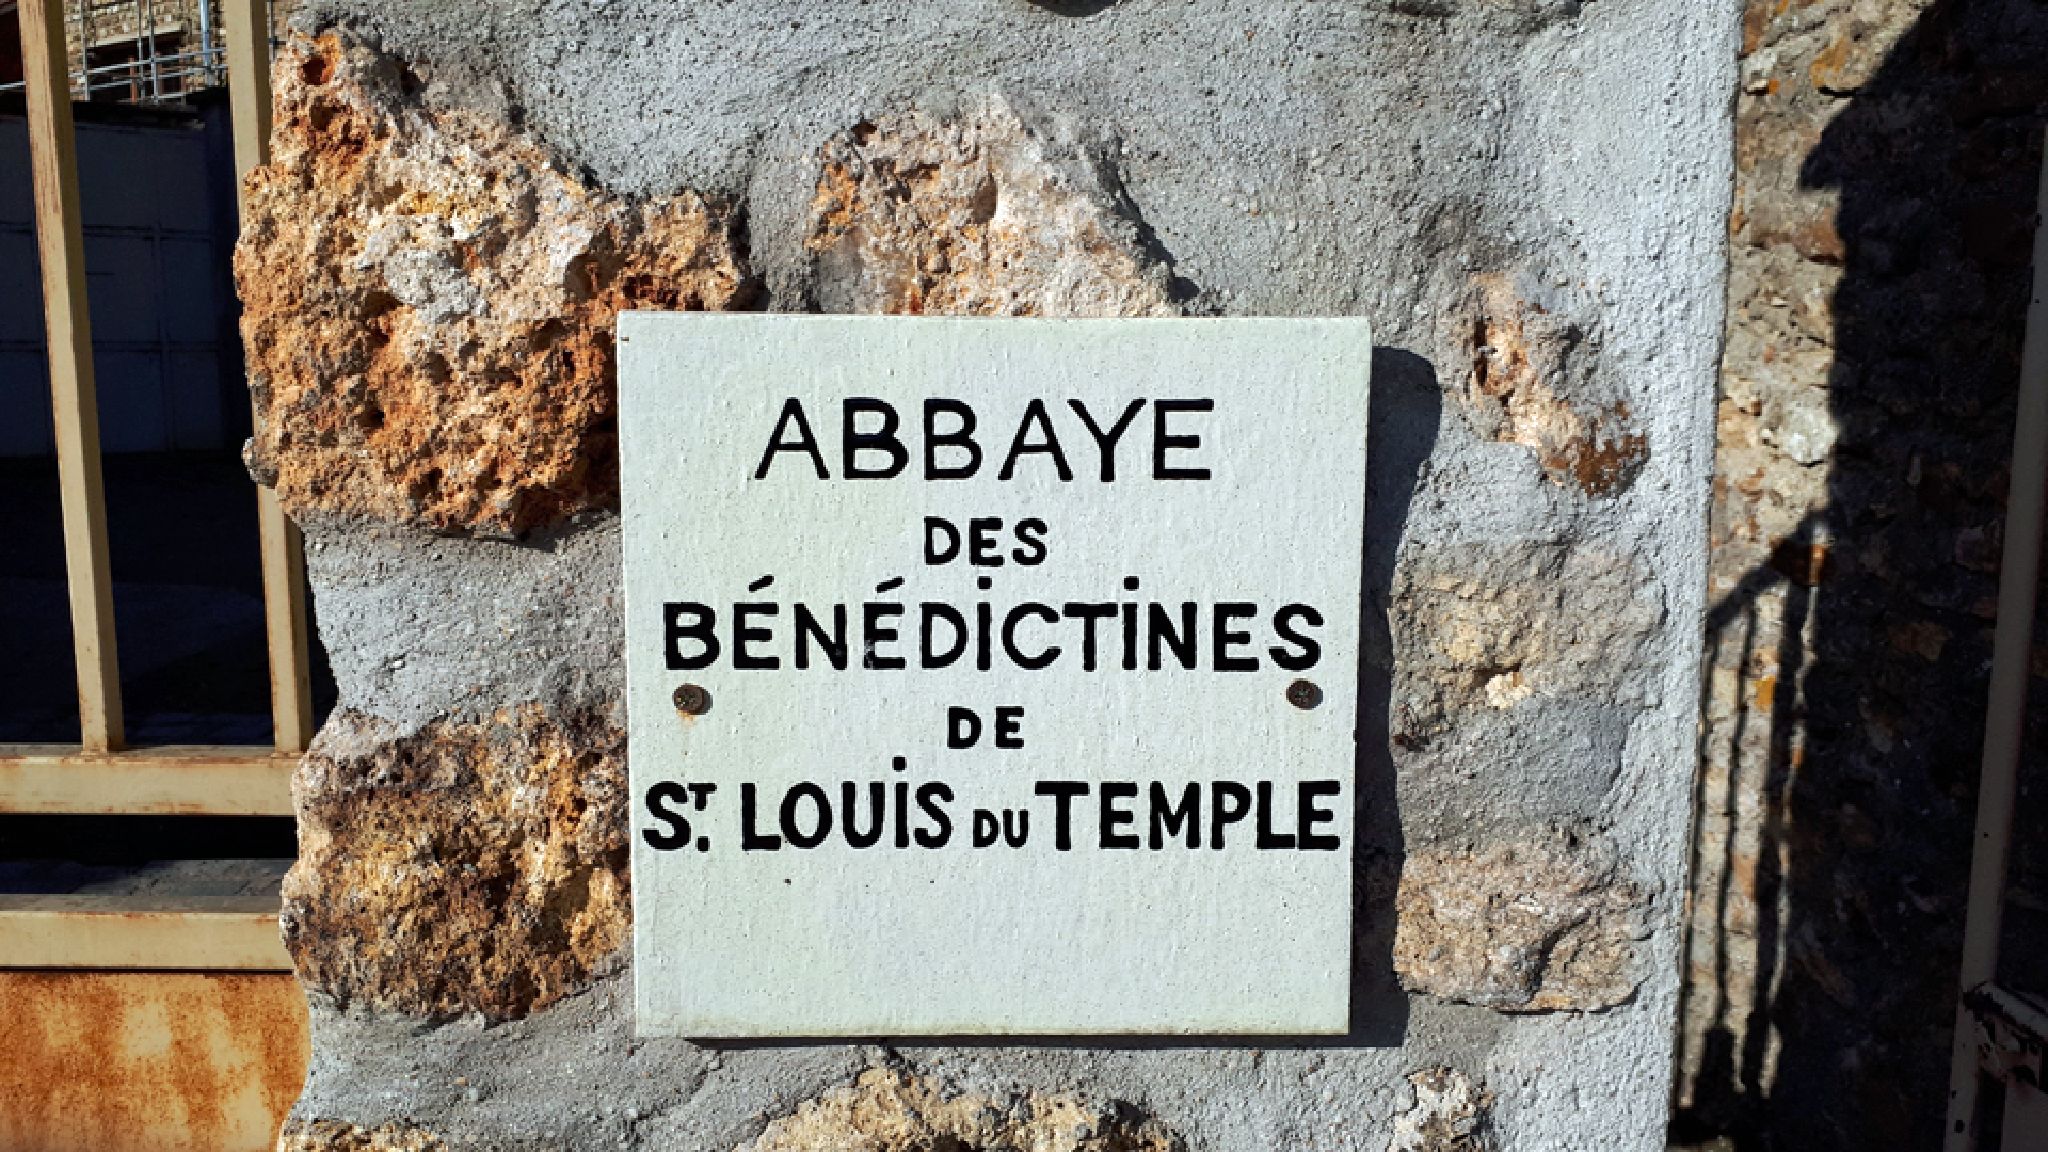 ABBAYE
DES
BÉNÉDICTINES
DE
ST. LOUIS DU TEMPLE